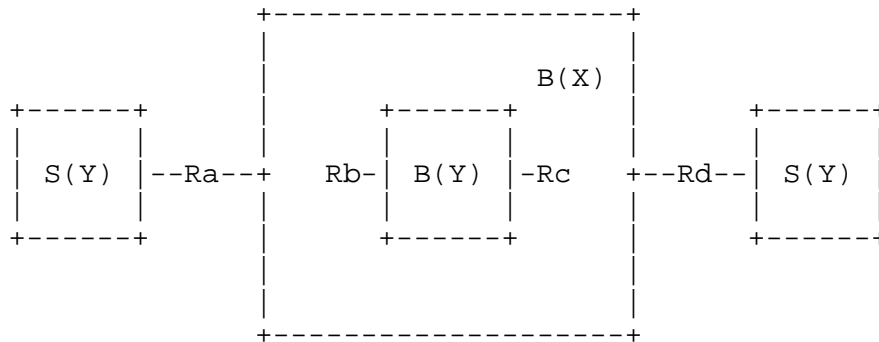 B(X)
S(Y) --Ra--+ Rb- B(Y) -Rc +--Rd-- S(Y)